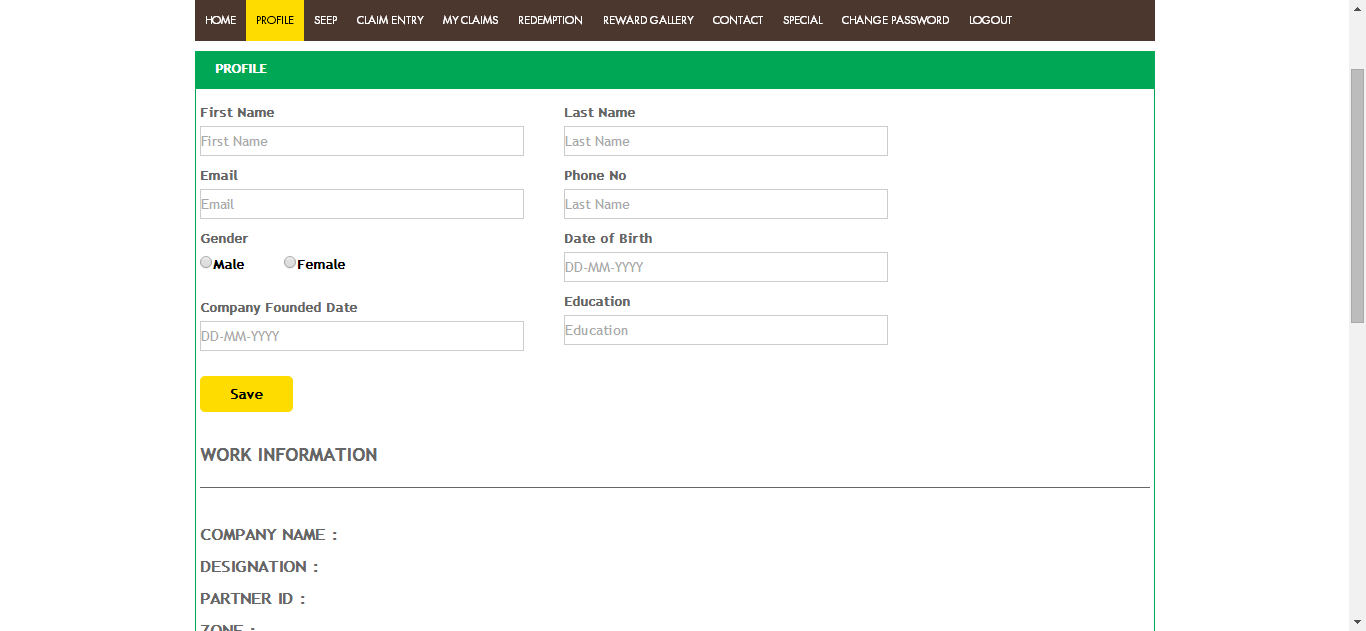 HOME PROFILE SEEP CLAIM ENTRY MY CLAIMS REDEMPTION REWARD GALLERY CONTACT SPECIAL CHANGE PASSWORD LOGOUT
PROFILE
First Name Last Name
First Name Last Name
Email Phone No
Email Last Name
Gender Date of Birth
Male Female DD-MM-YYYY
Company Founded Date Education
DD-MM-YYYY Education
Save
WORK INFORMATION
COMPANY NAME :
DESIGNATION :
PARTNER ID :
ZONE :